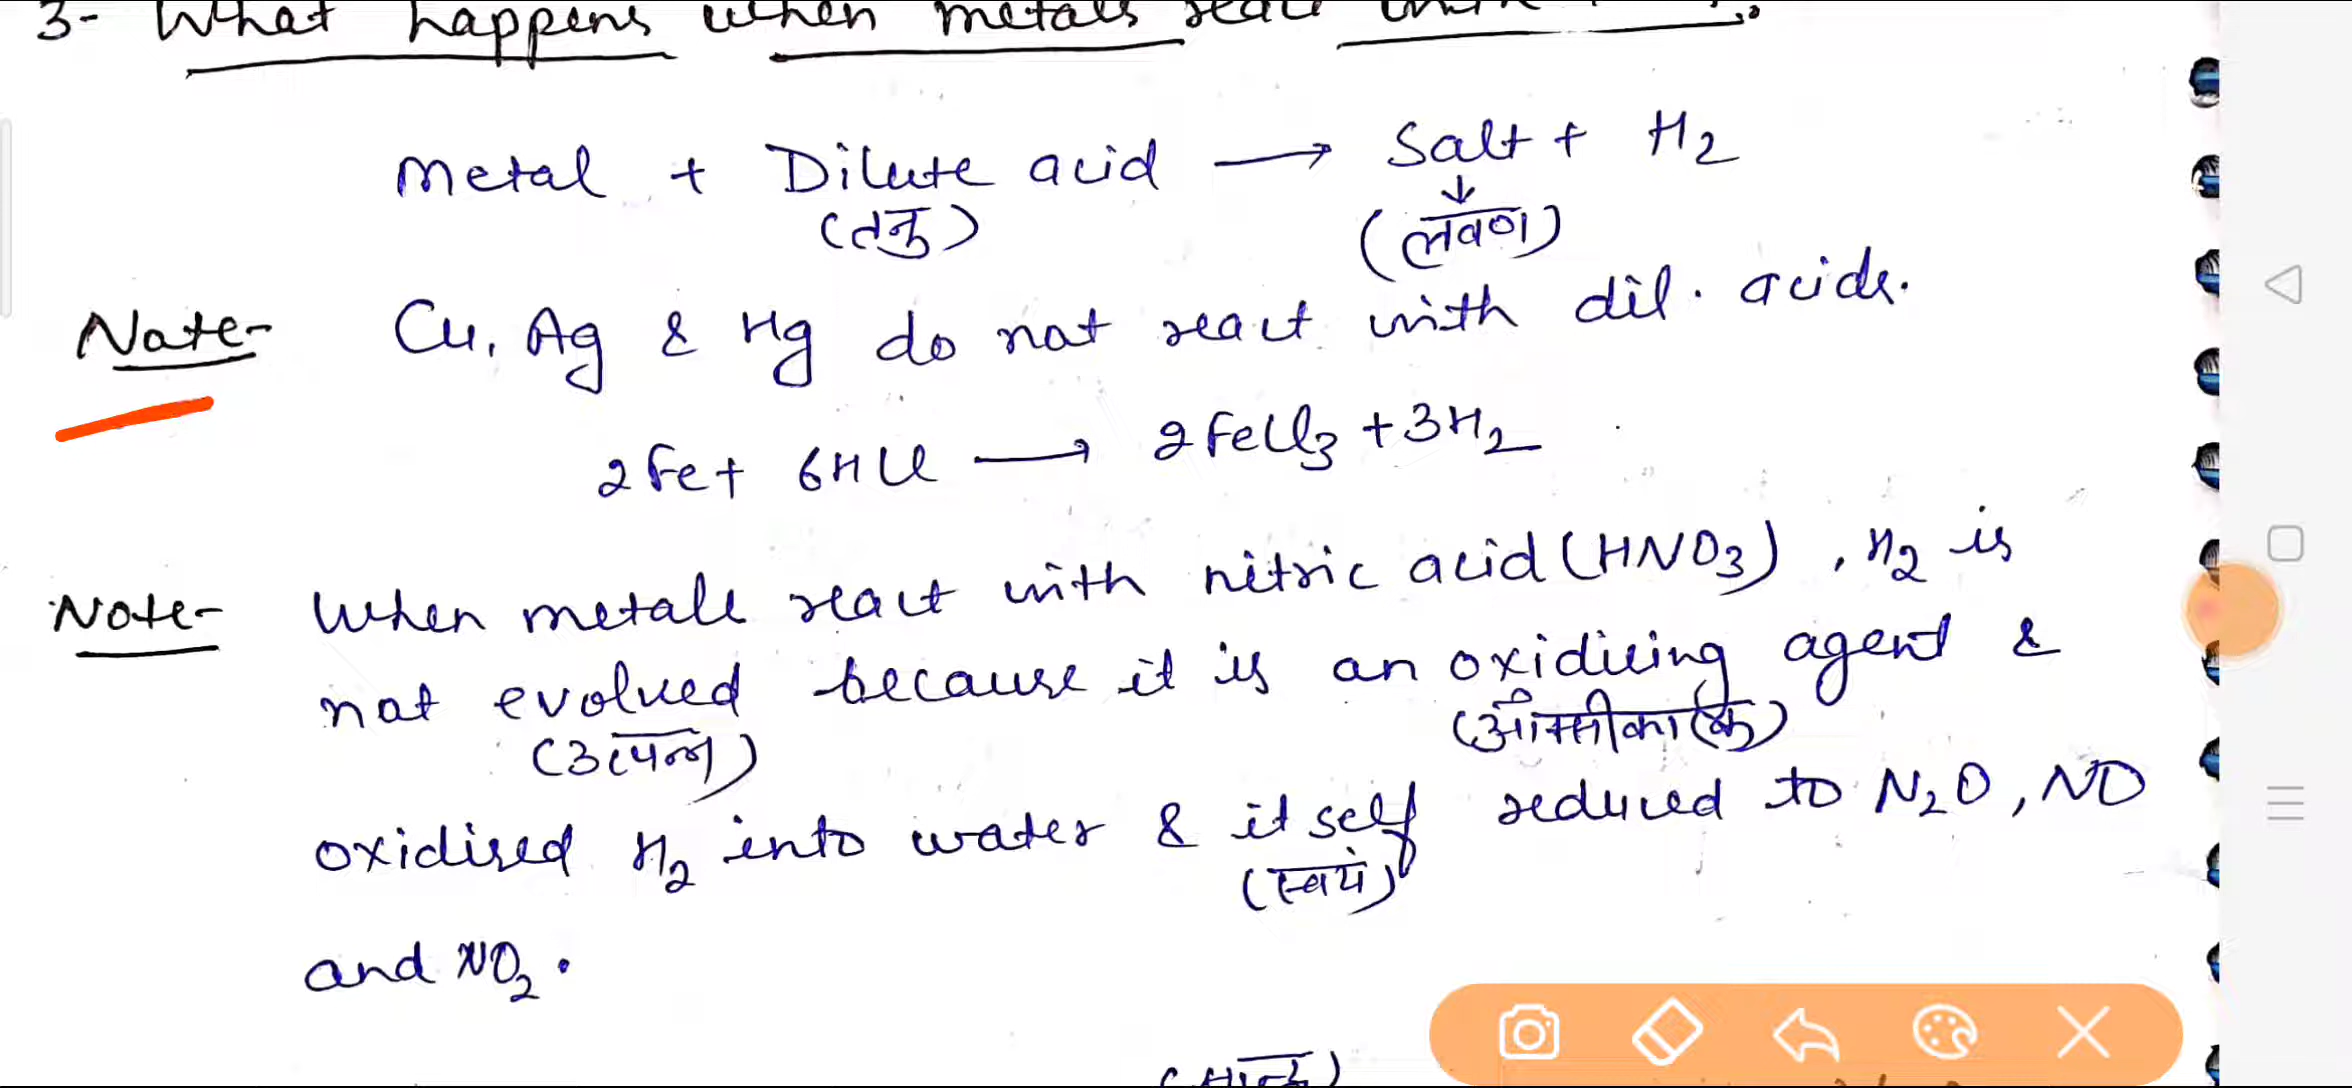 3- What happens when metals react with
Metal + Dilute acid → Salt + H2
(तनु) (लवण)
Note- Cu, Ag & Hg do not react with dil. acids.
2Fe + 6HCl → 2FeCl3 + 3H2
Note- When metals react with nitric acid (HNO3), H2 is
not evolved because it is an oxidising agent &
(उत्पन्न) (ऑक्सीकारक)
oxidised H2 into water & itself reduced to N2O, NO
(स्वयं)
and NO2.